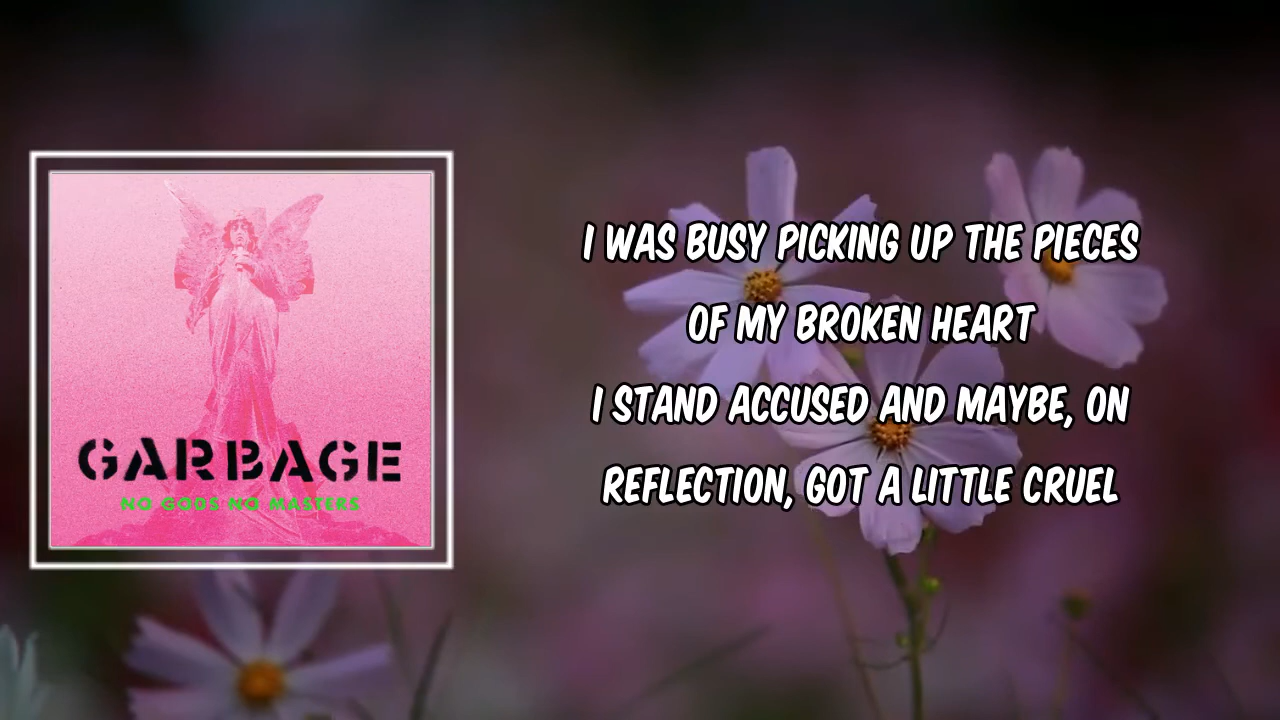 GARBAGE
NO GODS NO MASTERS
I WAS BUSY PICKING UP THE PIECES
OF MY BROKEN HEART
I STAND ACCUSED AND MAYBE, ON
REFLECTION, GOT A LITTLE CRUEL